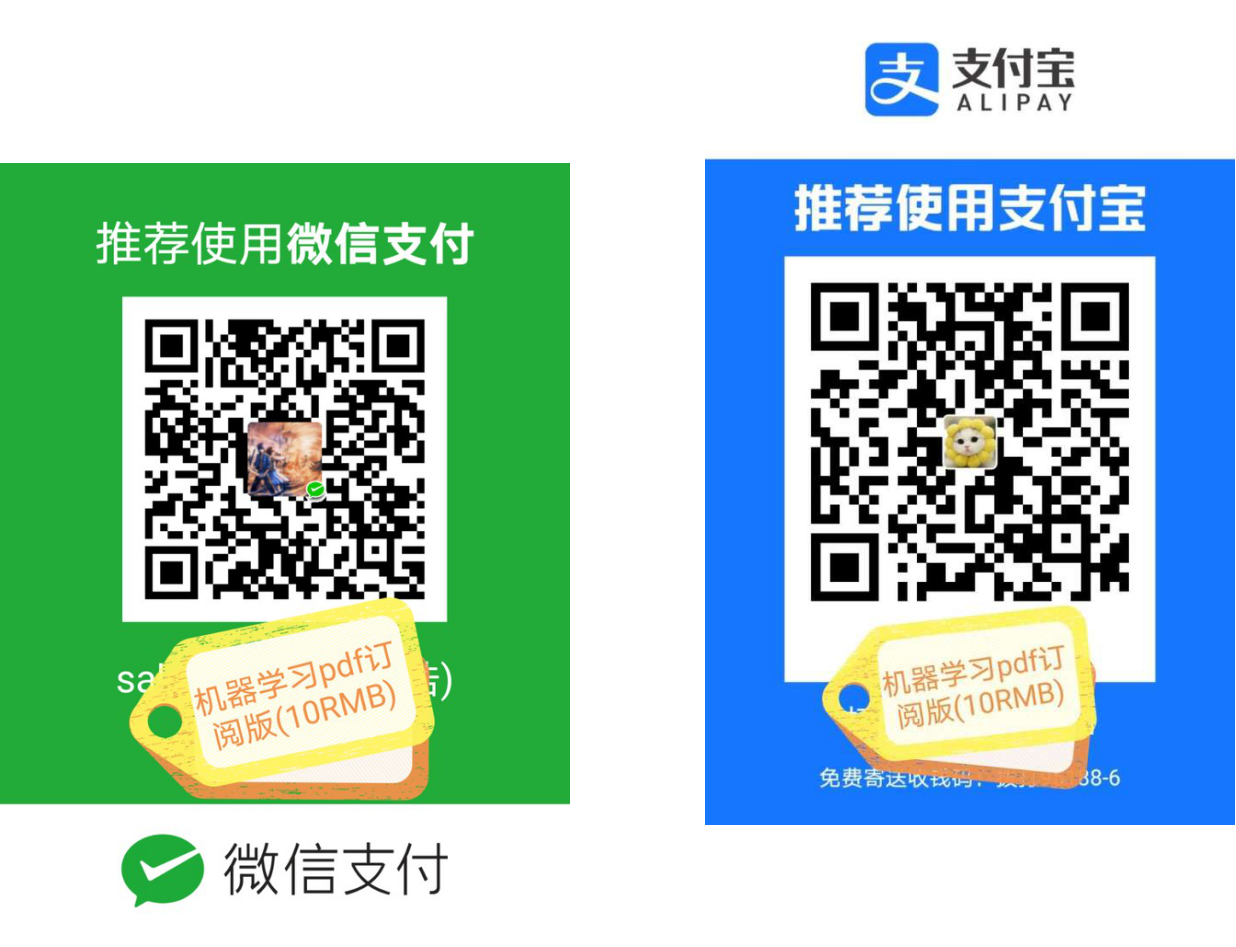 推荐使用微信支付
机器学习pdf订
阅版(10RMB)
微信支付
支付宝
ALIPAY
推荐使用支付宝
机器学习pdf订
阅版(10RMB)
免费寄送收钱码：拨打
88-6